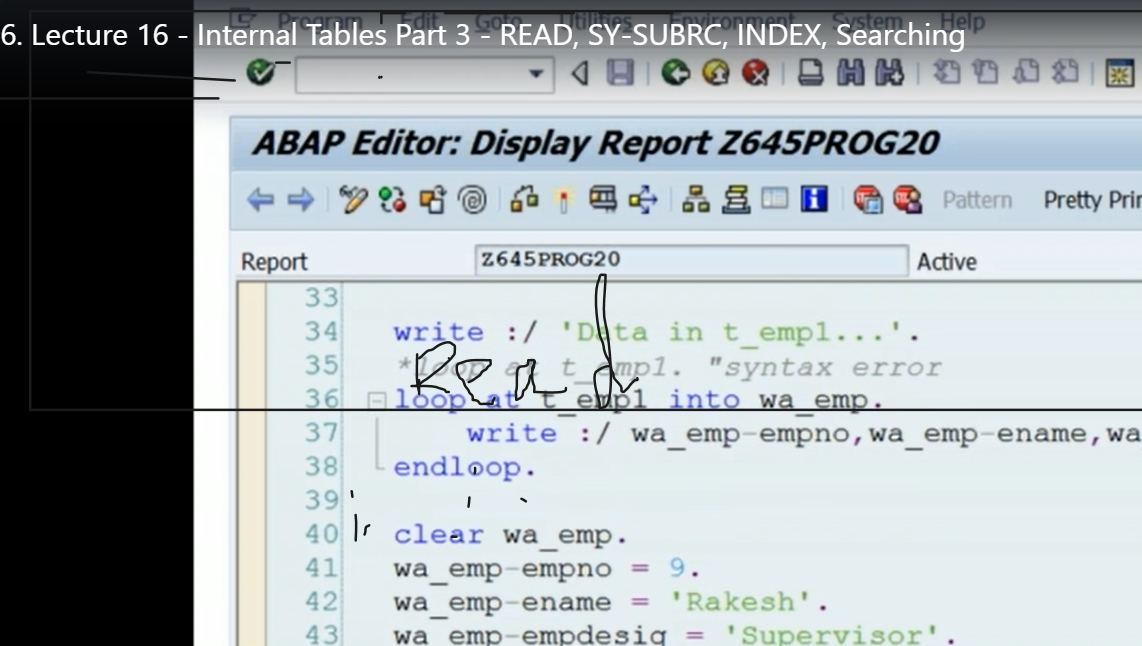 Program Edit Goto Utilities Environment System Help
6. Lecture 16 - Internal Tables Part 3 - READ, SY-SUBRC, INDEX, Searching
ABAP Editor: Display Report Z645PROG20
Pattern Pretty Prin
Report Z645PROG20 Active
33
34 write :/ 'Data in t_emp1...'.
35 *loop at t_emp1. "syntax error
Read
36 loop at t_emp1 into wa_emp.
37 write :/ wa_emp-empno,wa_emp-ename,wa
38 endloop.
39
40 clear wa_emp.
41 wa_emp-empno = 9.
42 wa_emp-ename = 'Rakesh'.
43 wa_emp-empdesig = 'Supervisor'.